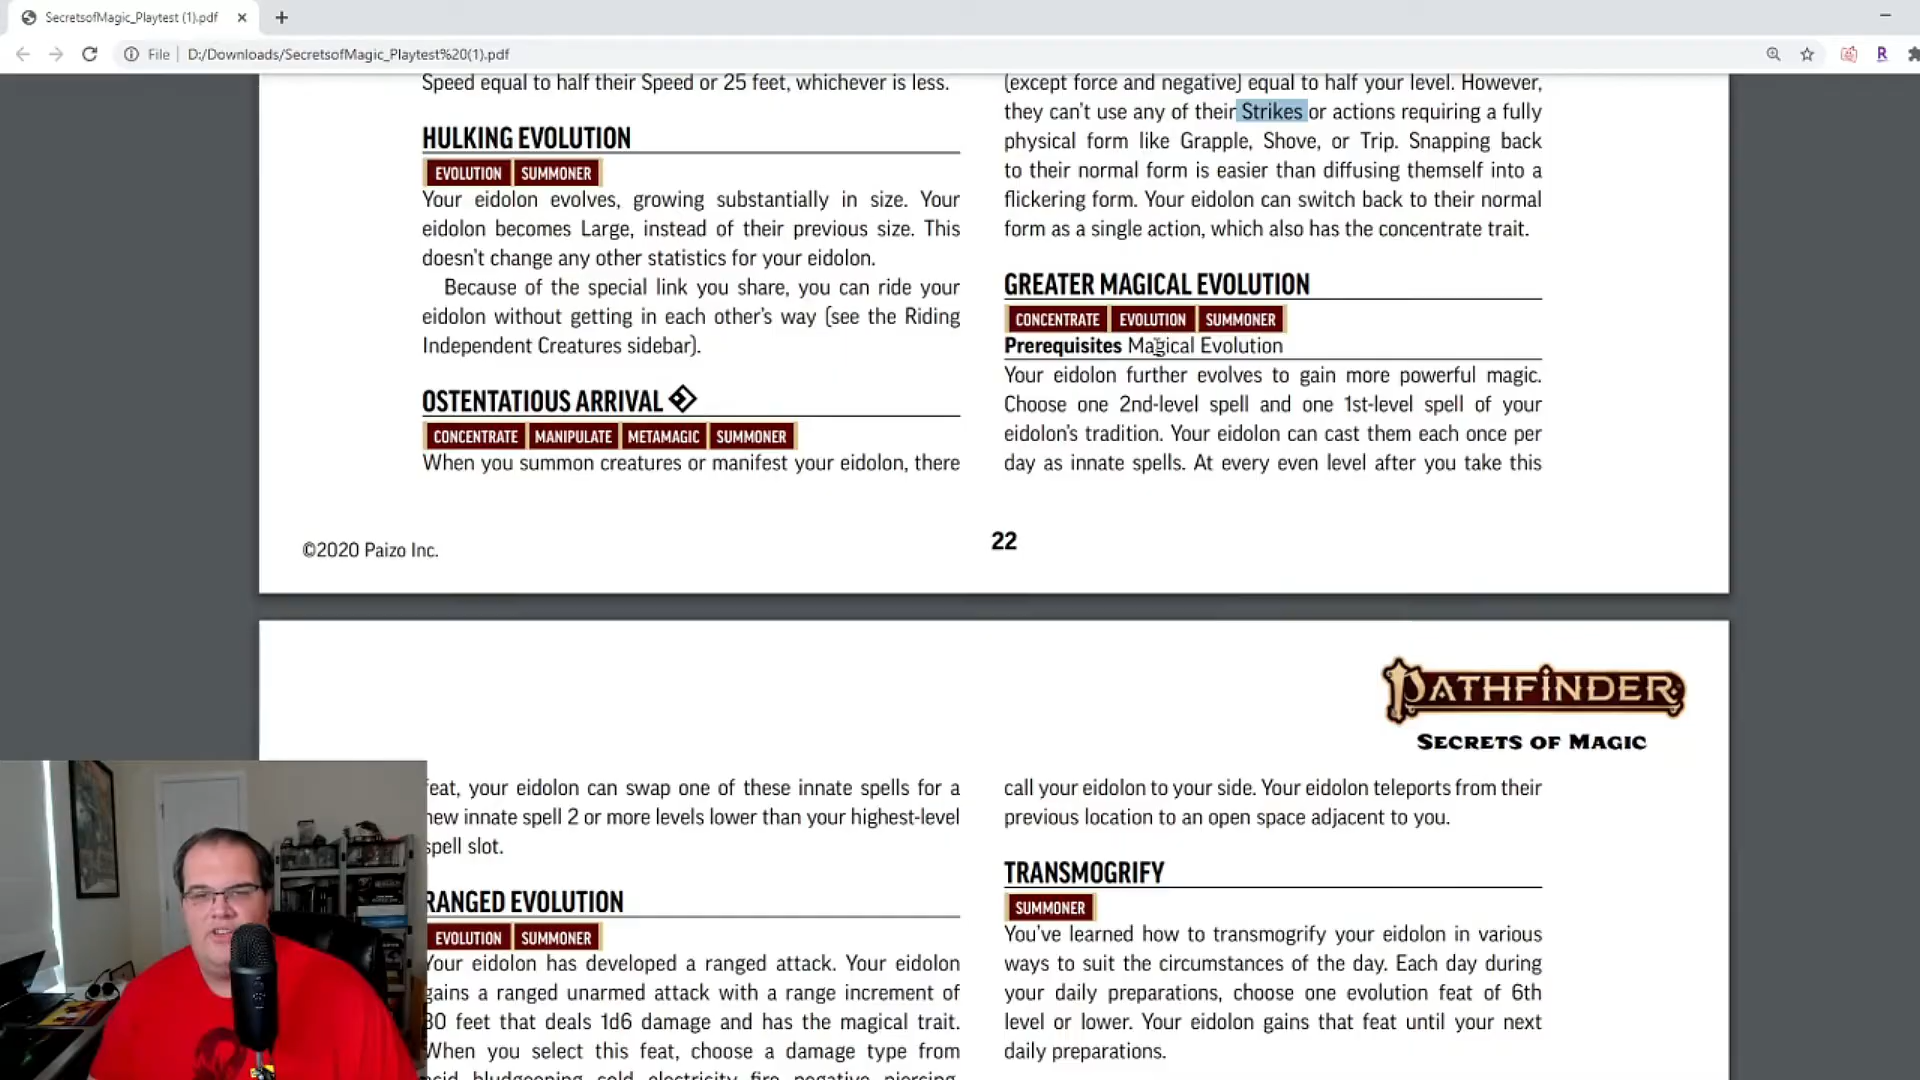 SecretsofMagic_Playtest (1).pdf
File
D:/Downloads/SecretsofMagic_Playtest%20(1).pdf
R
Speed equal to half their Speed or 25 feet, whichever is less.
HULKING EVOLUTION
EVOLUTION SUMMONER
Your eidolon evolves, growing substantially in size. Your
eidolon becomes Large, instead of their previous size. This
doesn't change any other statistics for your eidolon.
Because of the special link you share, you can ride your
eidolon without getting in each other's way (see the Riding
Independent Creatures sidebar).
OSTENTATIOUS ARRIVAL
CONCENTRATE MANIPULATE METAMAGIC SUMMONER
When you summon creatures or manifest your eidolon, there
(except force and negative) equal to half your level. However,
they can't use any of their Strikes or actions requiring a fully
physical form like Grapple, Shove, or Trip. Snapping back
to their normal form is easier than diffusing themself into a
flickering form. Your eidolon can switch back to their normal
form as a single action, which also has the concentrate trait.
GREATER MAGICAL EVOLUTION
CONCENTRATE EVOLUTION SUMMONER
Prerequisites Magical Evolution
Your eidolon further evolves to gain more powerful magic.
Choose one 2nd-level spell and one 1st-level spell of your
eidolon's tradition. Your eidolon can cast them each once per
day as innate spells. At every even level after you take this
©2020 Paizo Inc.
22
PATHFINDER
SECRETS OF MAGIC
feat, your eidolon can swap one of these innate spells for a
new innate spell 2 or more levels lower than your highest-level
spell slot.
RANGED EVOLUTION
EVOLUTION SUMMONER
Your eidolon has developed a ranged attack. Your eidolon
gains a ranged unarmed attack with a range increment of
30 feet that deals 1d6 damage and has the magical trait.
When you select this feat, choose a damage type from
acid, bludgeoning, cold, electricity, fire, negative, piercing,
call your eidolon to your side. Your eidolon teleports from their
previous location to an open space adjacent to you.
TRANSMOGRIFY
SUMMONER
You've learned how to transmogrify your eidolon in various
ways to suit the circumstances of the day. Each day during
your daily preparations, choose one evolution feat of 6th
level or lower. Your eidolon gains that feat until your next
daily preparations.